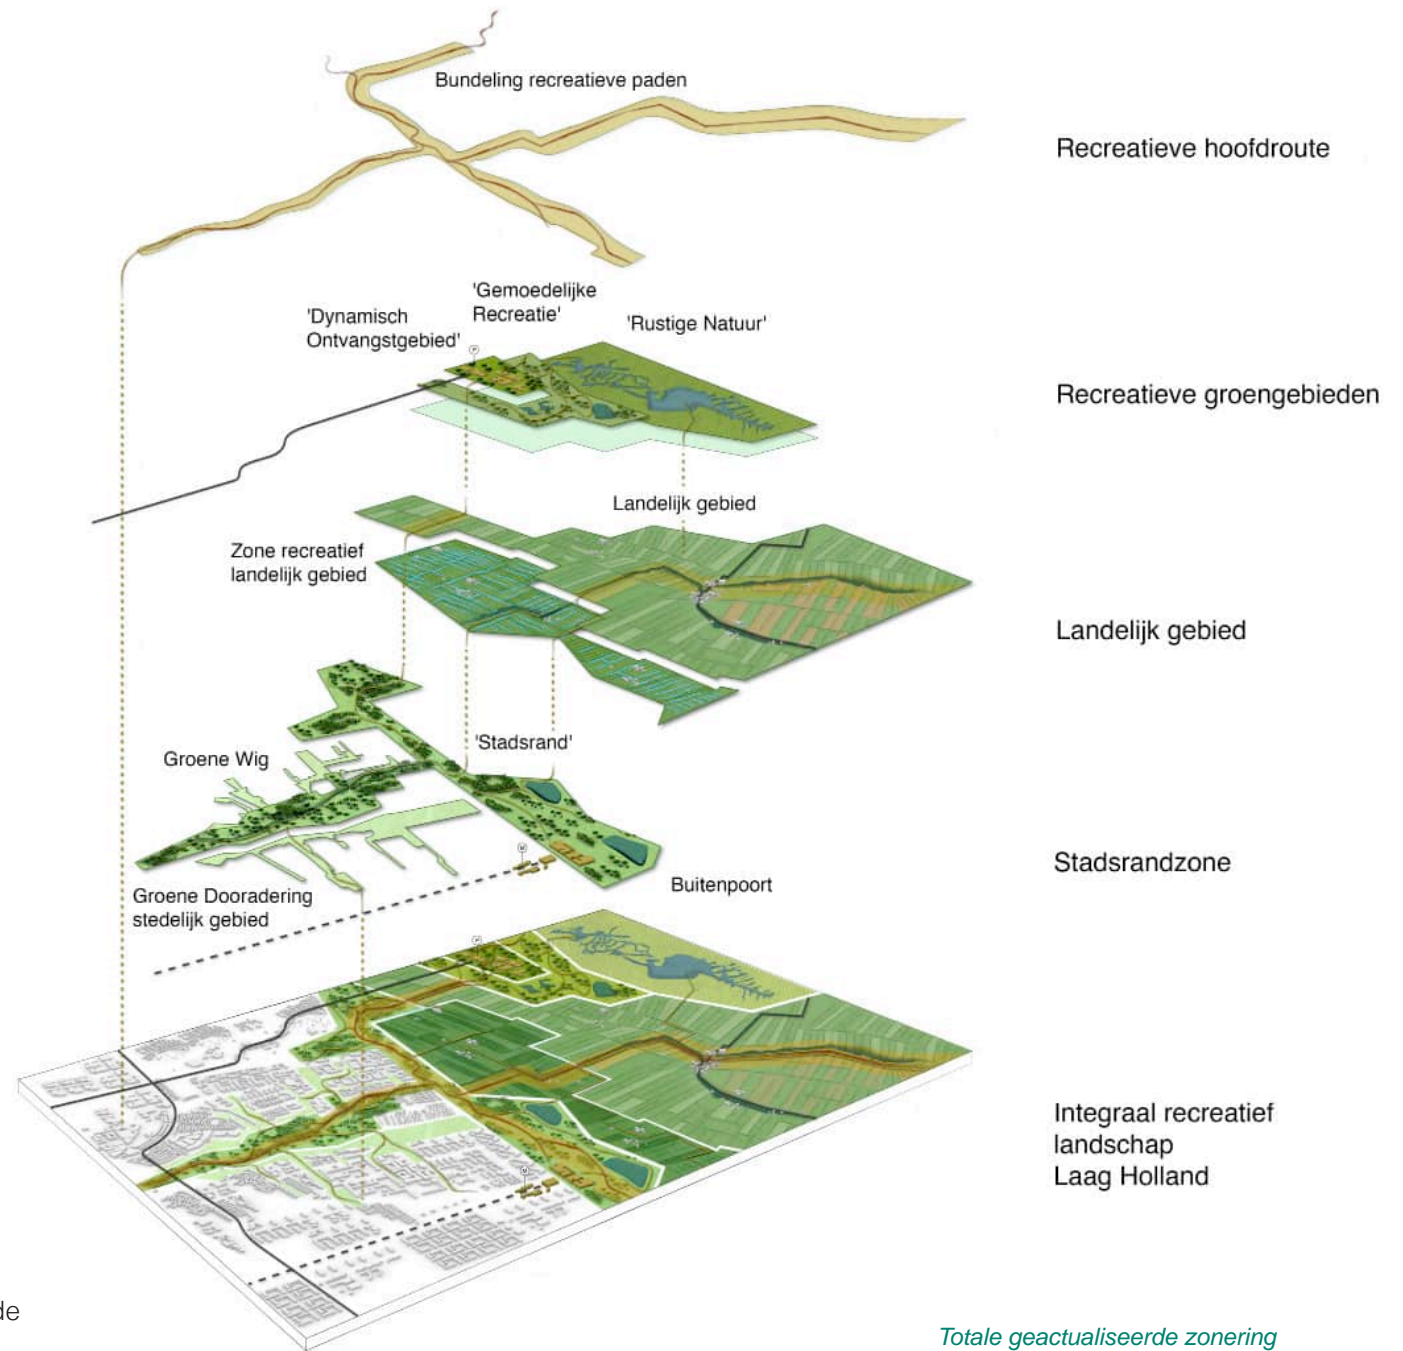 Bundeling recreatieve paden
Recreatieve hoofdroute
'Gemoedelijke
Recreatie'
'Dynamisch
Ontvangstgebied'
'Rustige Natuur'
P
Recreatieve groengebieden
Landelijk gebied
Zone recreatief
landelijk gebied
Landelijk gebied
'Stadsrand'
Groene Wig
M
Stadsrandzone
Buitenpoort
Groene Dooradering
stedelijk gebied
P
Integraal recreatief
landschap
Laag Holland
M
de
Totale geactualiseerde zonering